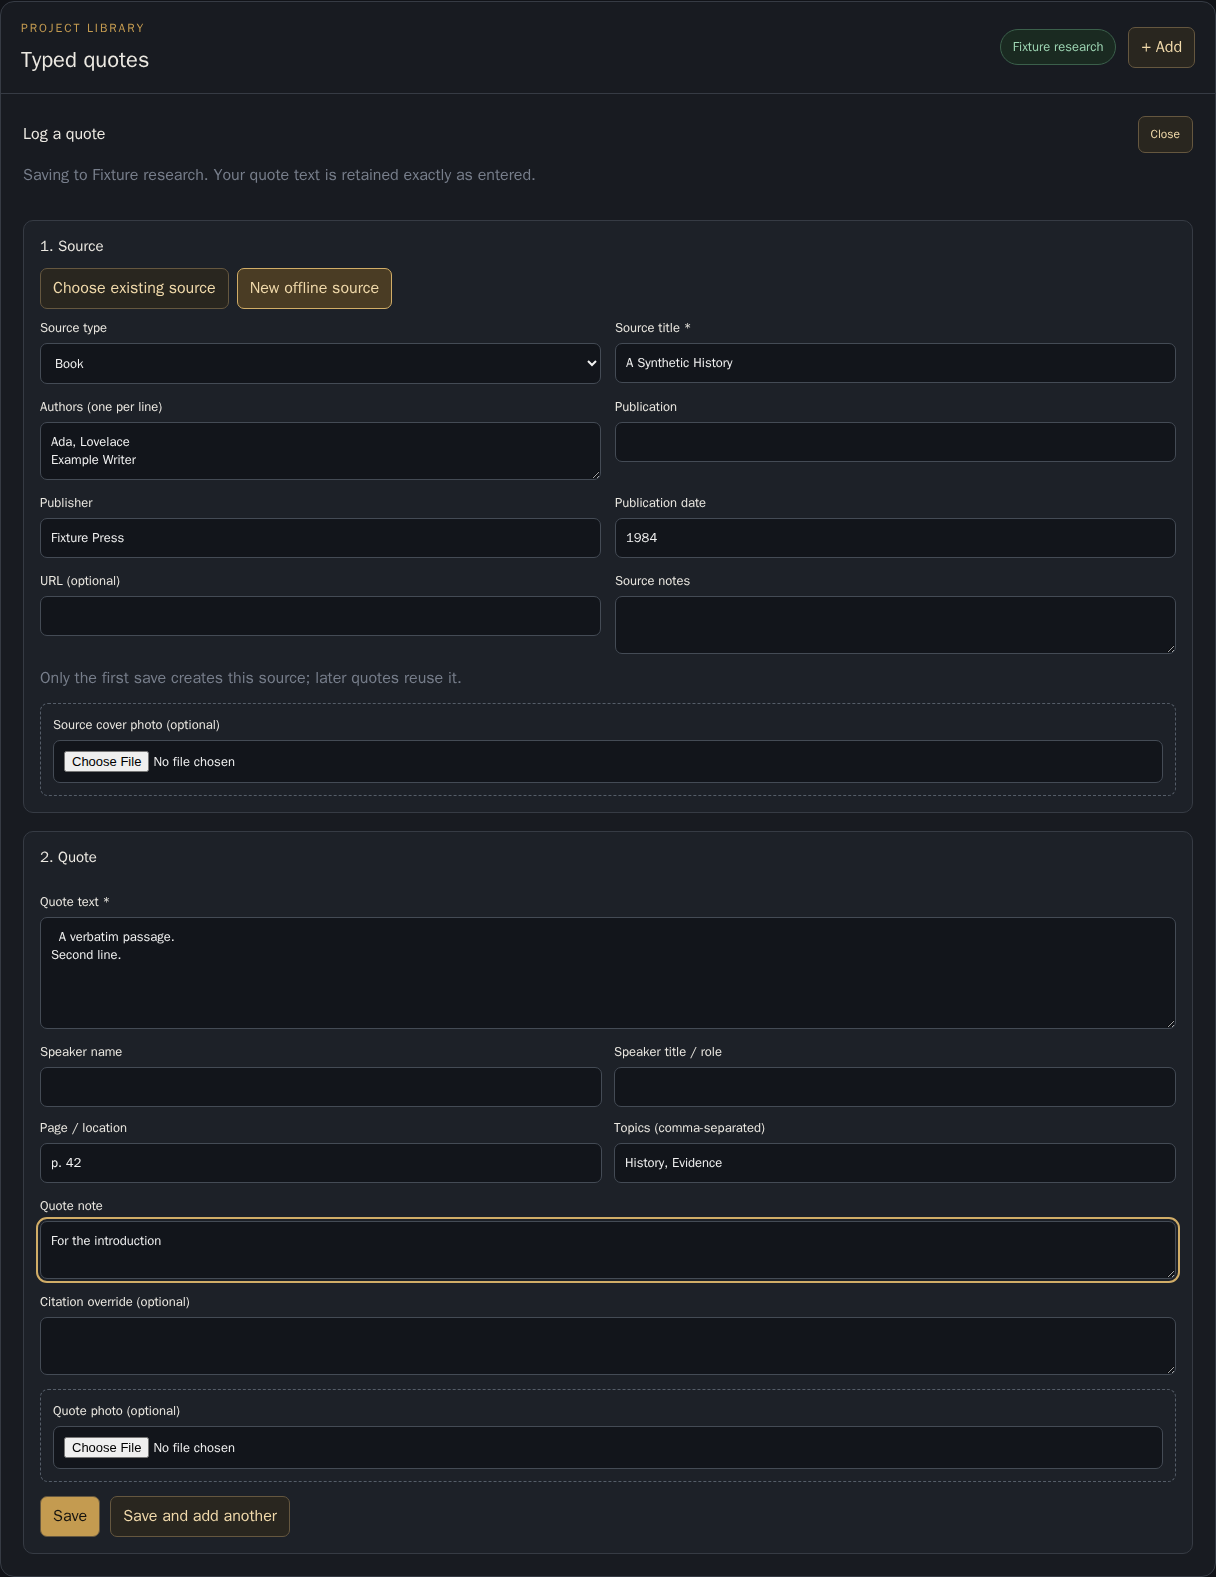 PROJECT LIBRARY
Typed quotes
Fixture research
+ Add
Log a quote
Close
Saving to Fixture research. Your quote text is retained exactly as entered.
1. Source
Choose existing source
New offline source
Source type
Source title *
Book
A Synthetic History
Authors (one per line)
Publication
Ada, Lovelace
Example Writer
Publisher
Publication date
Fixture Press
1984
URL (optional)
Source notes
Only the first save creates this source; later quotes reuse it.
Source cover photo (optional)
Choose File No file chosen
2. Quote
Quote text *
A verbatim passage.
Second line.
Speaker name
Speaker title / role
Page / location
Topics (comma-separated)
p. 42
History, Evidence
Quote note
For the introduction
Citation override (optional)
Quote photo (optional)
Choose File No file chosen
Save
Save and add another